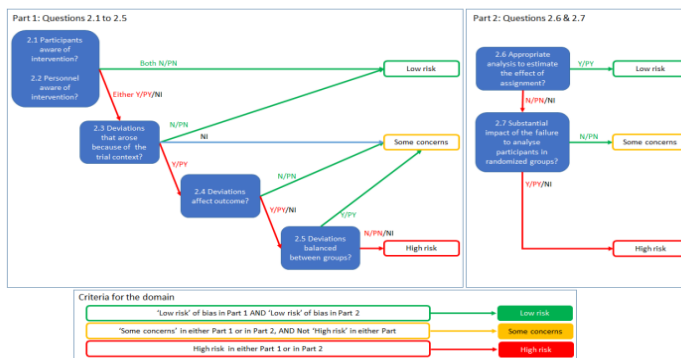 Part 1: Questions 2.1 to 2.5
2.1 Participants
aware of
intervention?
2.2 Personnel
aware of
intervention?
Both N/PN
Low risk
Either Y/PY/NI
2.3 Deviations
that arose
because of the
trial context?
N/PN
NI
Some concerns
Y/PY
2.4 Deviations
affect outcome?
N/PN
Y/PY/NI
Y/PY
2.5 Deviations
balanced
between groups?
N/PN/NI
High risk
Part 2: Questions 2.6 & 2.7
2.6 Appropriate
analysis to estimate
the effect of
assignment?
Y/PY
Low risk
N/PN/NI
2.7 Substantial
impact of the failure
to analyse
participants in
randomized groups?
N/PN
Some concerns
Y/PY/NI
High risk
Criteria for the domain
'Low risk' of bias in Part 1 AND 'Low risk' of bias in Part 2
Low risk
'Some concerns' in either Part 1 or in Part 2, AND Not 'High risk' in either Part
Some concerns
High risk in either Part 1 or in Part 2
High risk